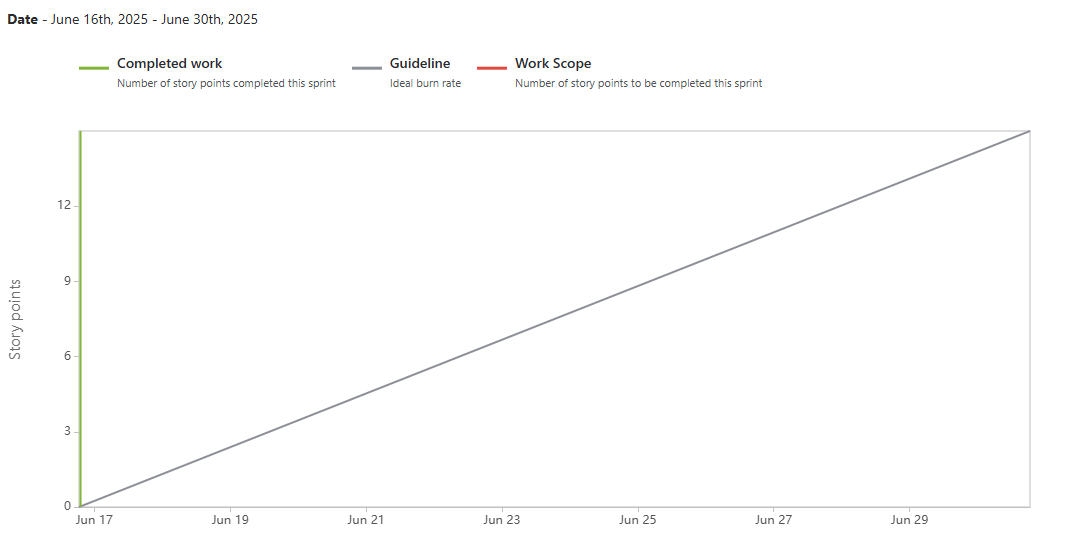 Date - June 16th, 2025 - June 30th, 2025
Completed work
Number of story points completed this sprint
Guideline
Ideal burn rate
Work Scope
Number of story points to be completed this sprint
Story points
12
9
6
3
0
Jun 17 Jun 19 Jun 21 Jun 23 Jun 25 Jun 27 Jun 29